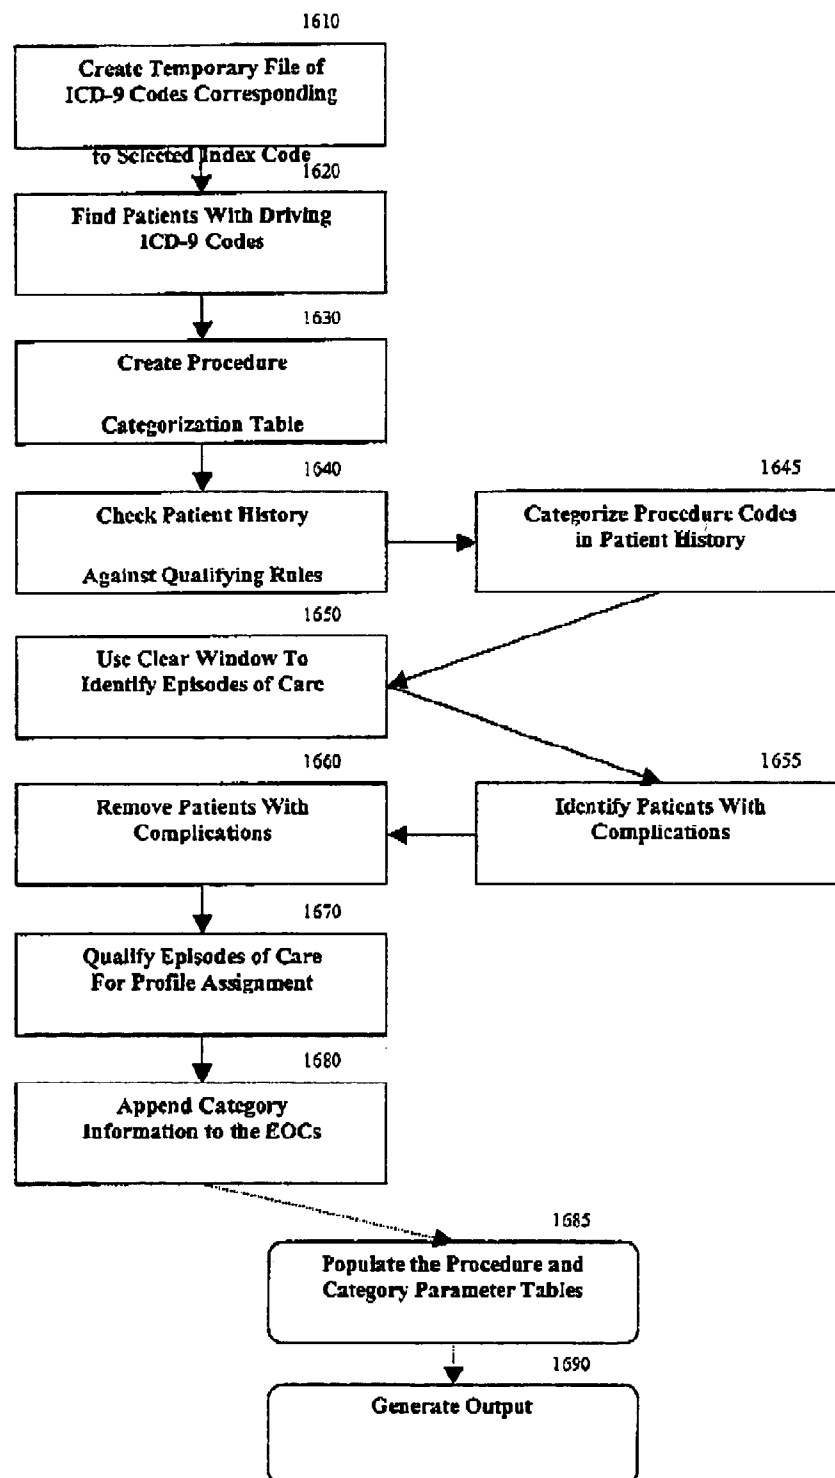 1610
Create Temporary File of
ICD-9 Codes Corresponding
to Selected Index Code
1620
Find Patients With Driving
ICD-9 Codes
1630
Create Procedure
Categorization Table
1640
Check Patient History
Against Qualifying Rules
1645
Categorize Procedure Codes
in Patient History
1650
Use Clear Window To
Identify Episodes of Care
1655
Identify Patients With
Complications
1660
Remove Patients With
Complications
1670
Qualify Episodes of Care
For Profile Assignment
1680
Append Category
Information to the EOCs
1685
Populate the Procedure and
Category Parameter Tables
1690
Generate Output